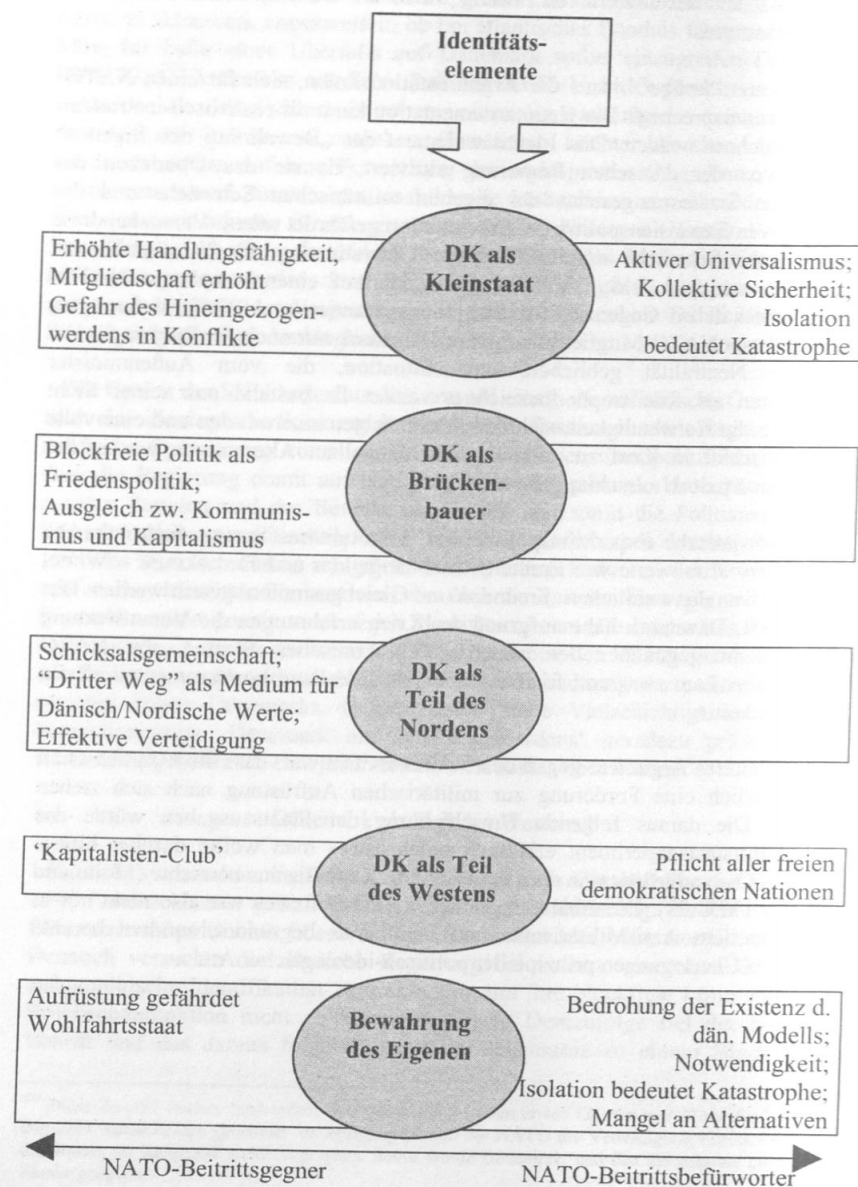 Identitäts-
elemente
Erhöhte Handlungsfähigkeit,
Mitgliedschaft erhöht
Gefahr des Hineingezogen-
werdens in Konflikte
DK als
Kleinstaat
Aktiver Universalismus;
Kollektive Sicherheit;
Isolation
bedeutet Katastrophe
Blockfreie Politik als
Friedenspolitik;
Ausgleich zw. Kommunis-
mus und Kapitalismus
DK als
Brücken-
bauer
Schicksalsgemeinschaft;
“Dritter Weg” als Medium für
Dänisch/Nordische Werte;
Effektive Verteidigung
DK als
Teil des
Nordens
‘Kapitalisten-Club’
DK als Teil
des Westens
Pflicht aller freien
demokratischen Nationen
Aufrüstung gefährdet
Wohlfahrtsstaat
Bewahrung
des Eigenen
Bedrohung der Existenz d.
dän. Modells;
Notwendigkeit;
Isolation bedeutet Katastrophe;
Mangel an Alternativen
NATO-Beitrittsgegner
NATO-Beitrittsbefürworter